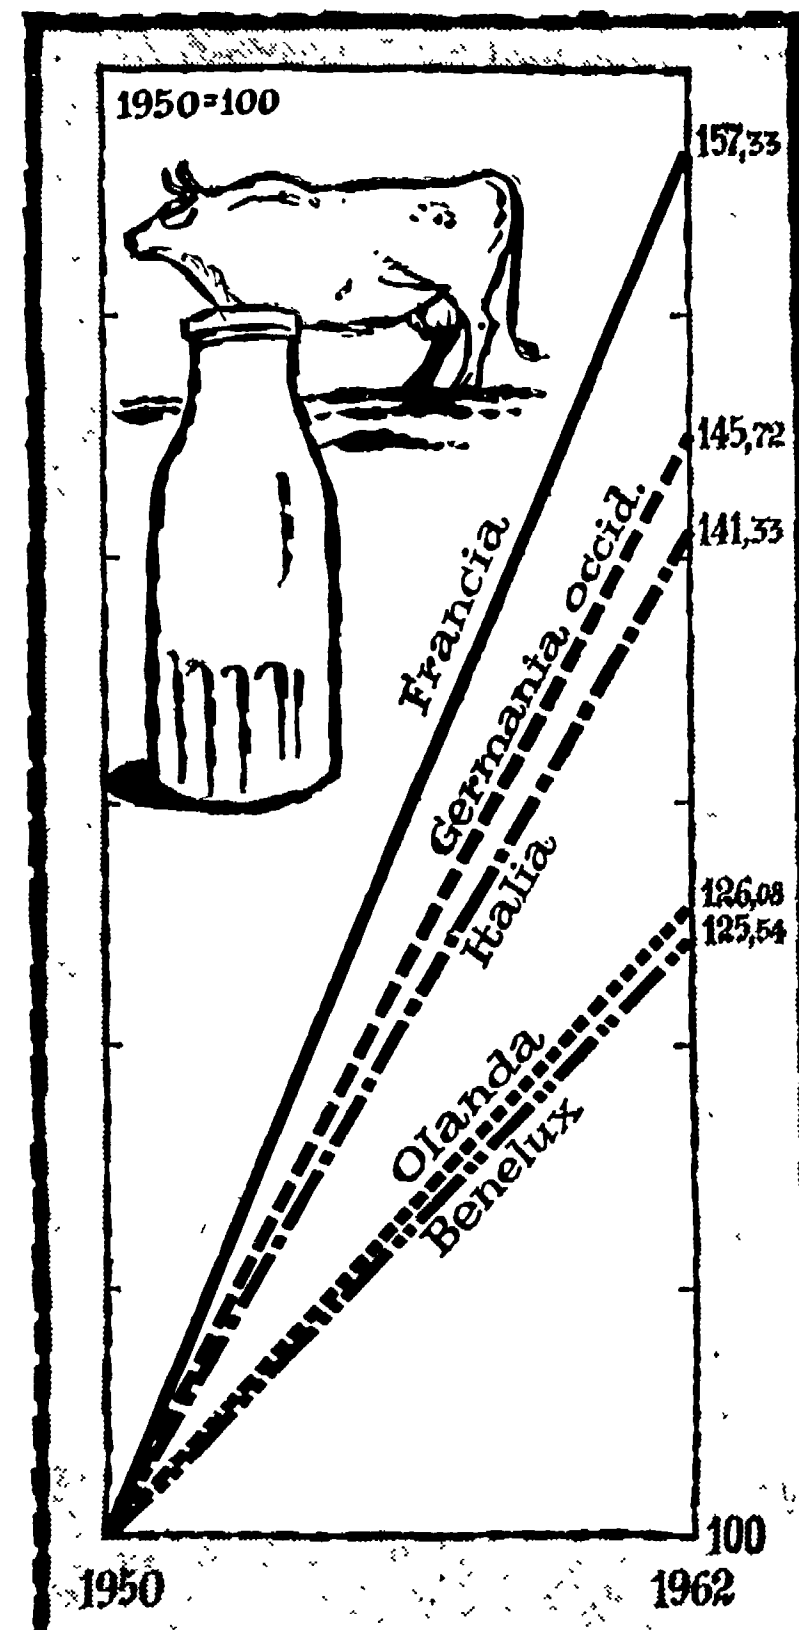 1950=100
157,33
145,72
141,33
Francia
Germania occid.
Italia
126,08
125,54
Olanda
Benelux
100
1950
1962